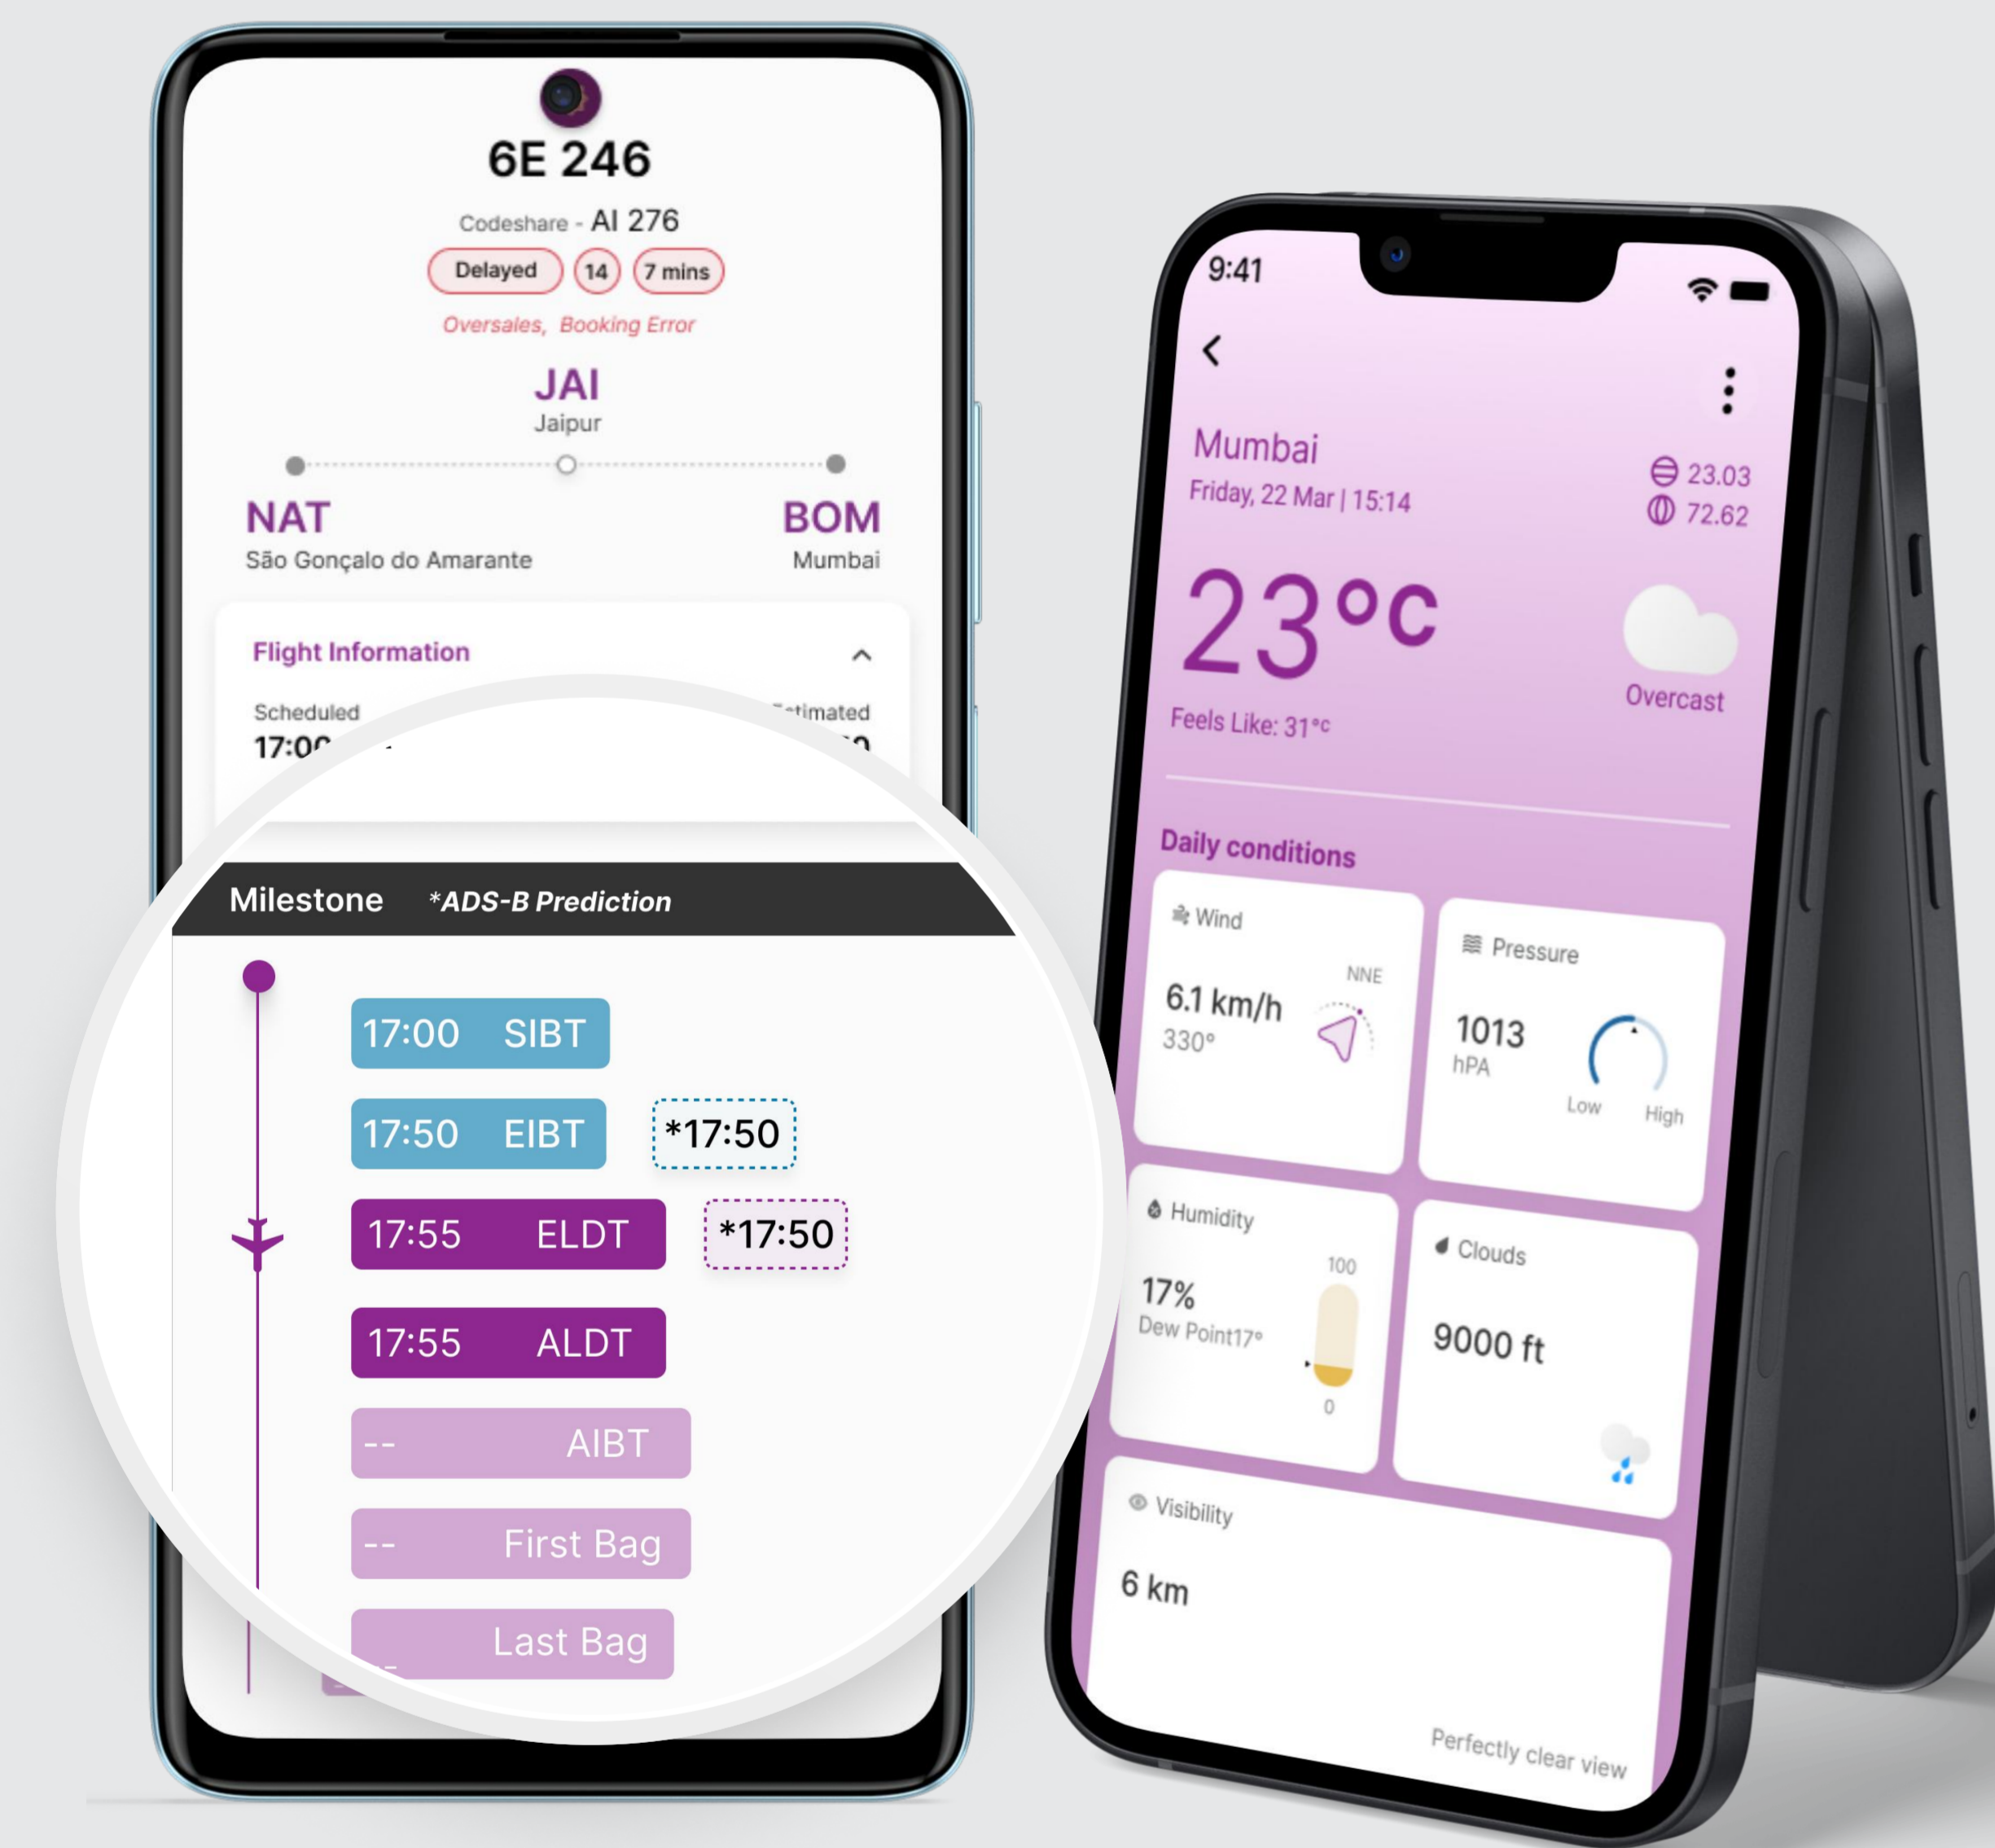 6E 246
Codeshare - AI 276
Delayed 14 7 mins
Oversales, Booking Error
JAI
Jaipur
NAT BOM
São Gonçalo do Amarante Mumbai
Flight Information
Scheduled
17:00
Milestone *ADS-B Prediction
17:00 SIBT
17:50 EIBT *17:50
17:55 ELDT *17:50
17:55 ALDT
-- AIBT
-- First Bag
-- Last Bag
9:41
Mumbai
Friday, 22 Mar | 15:14
23.03
72.62
23°C
Overcast
Feels Like: 31°c
Daily conditions
Wind
NNE
6.1 km/h
330°
Pressure
1013
hPA
Low High
Humidity
100
17%
Dew Point17°
0
Clouds
9000 ft
Visibility
6 km
Perfectly clear view